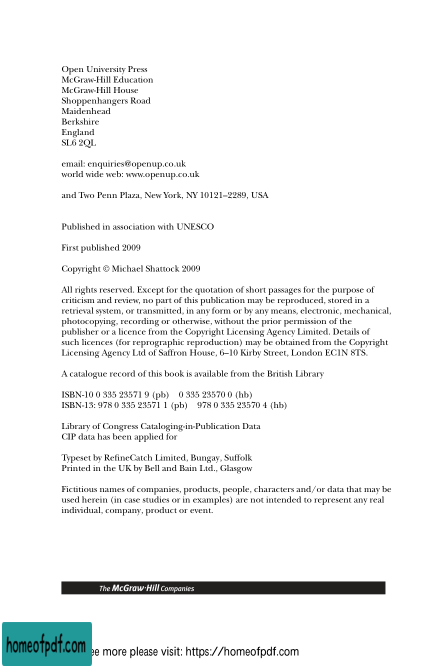 Open University Press
McGraw-Hill Education
McGraw-Hill House
Shoppenhangers Road
Maidenhead
Berkshire
England
SL6 2QL
email: enquiries@openup.co.uk
world wide web: www.openup.co.uk
and Two Penn Plaza, New York, NY 10121–2289, USA
Published in association with UNESCO
First published 2009
Copyright © Michael Shattock 2009
All rights reserved. Except for the quotation of short passages for the purpose of
criticism and review, no part of this publication may be reproduced, stored in a
retrieval system, or transmitted, in any form or by any means, electronic, mechanical,
photocopying, recording or otherwise, without the prior permission of the
publisher or a licence from the Copyright Licensing Agency Limited. Details of
such licences (for reprographic reproduction) may be obtained from the Copyright
Licensing Agency Ltd of Saffron House, 6–10 Kirby Street, London EC1N 8TS.
A catalogue record of this book is available from the British Library
ISBN-10 0 335 23571 9 (pb) 0 335 23570 0 (hb)
ISBN-13: 978 0 335 23571 1 (pb) 978 0 335 23570 4 (hb)
Library of Congress Cataloging-in-Publication Data
CIP data has been applied for
Typeset by RefineCatch Limited, Bungay, Suffolk
Printed in the UK by Bell and Bain Ltd., Glasgow
Fictitious names of companies, products, people, characters and/or data that may be
used herein (in case studies or in examples) are not intended to represent any real
individual, company, product or event.
The McGraw·Hill Companies
homeofpdf.com ee more please visit: https://homeofpdf.com